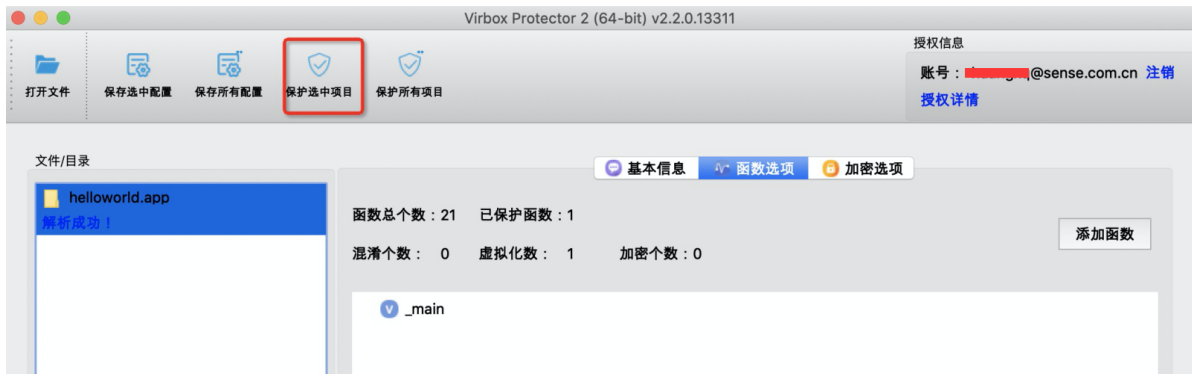 Virbox Protector 2 (64-bit) v2.2.0.13311
打开文件
保存选中配置
保存所有配置
保护选中项目
保护所有项目
授权信息
账号： @sense.com.cn 注销
授权详情
文件/目录
helloworld.app
解析成功！
基本信息
函数选项
加密选项
函数总个数：21 已保护函数：1
混淆个数： 0 虚拟化数： 1 加密个数：0
添加函数
V _main